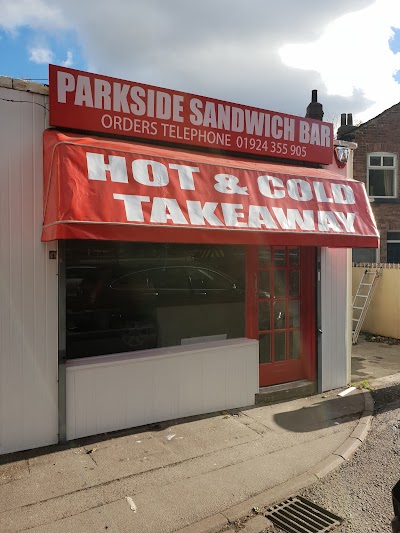 PARKSIDE SANDWICH BAR
ORDERS TELEPHONE 01924 355 905
HOT & COLD
TAKEAWAY